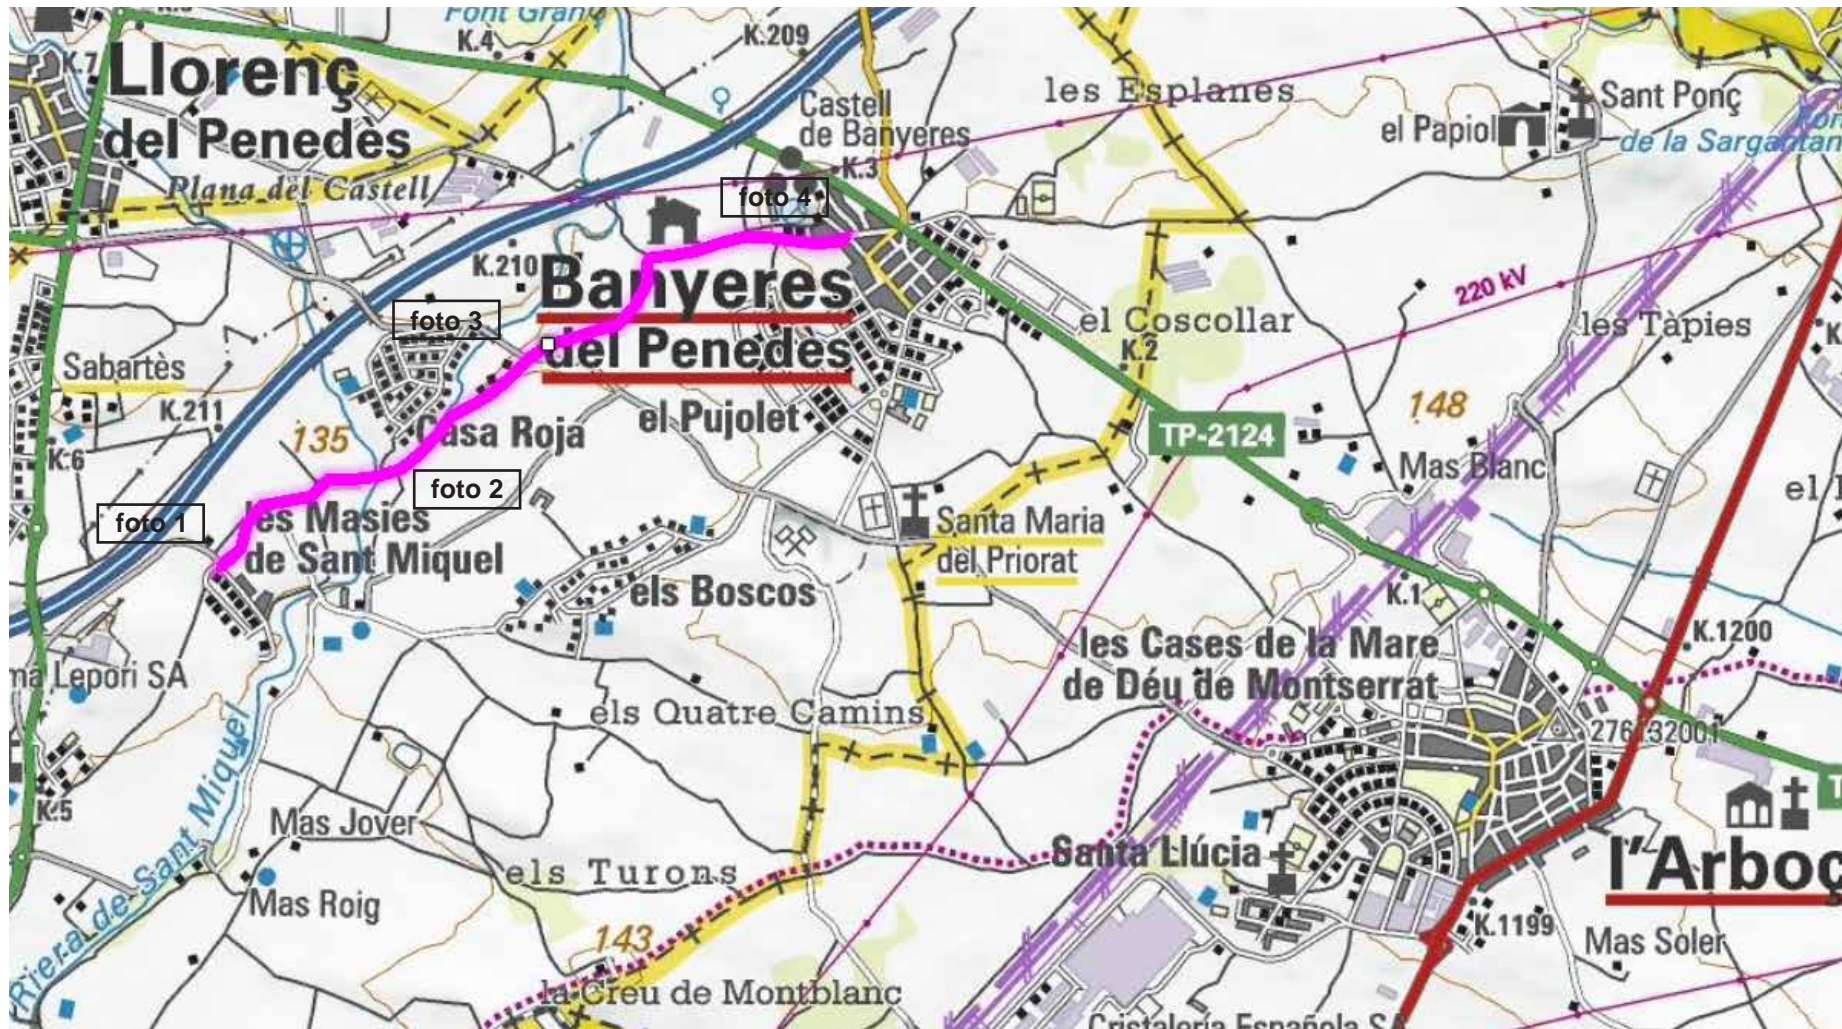 Font Gran
K.4
K.209
K.7
Llorenç
del Penedès
Plana del Castell
Castell
de Banyeres
K.3
les Esplanes
el Papiol
Sant Ponç
de la Sargantan
foto 4
K.210
Banyeres
del Penedès
foto 3
220 kV
el Coscollar
K.2
les Tàpies
Sabartès
K.211
135
Casa Roja
el Pujolet
TP-2124
148
K.6
Mas Blanc
foto 2
foto 1
les Masies
de Sant Miquel
Santa Maria
del Priorat
els Boscos
K.1
les Cases de la Mare
de Déu de Montserrat
K.1200
ma Lepori SA
els Quatre Camins
276132001
K.5
Riera de Sant Miquel
Mas Jover
els Turons
Santa Llúcia
l'Arboç
Mas Roig
143
K.1199
Mas Soler
la Creu de Montblanc
Cristalería Española SA